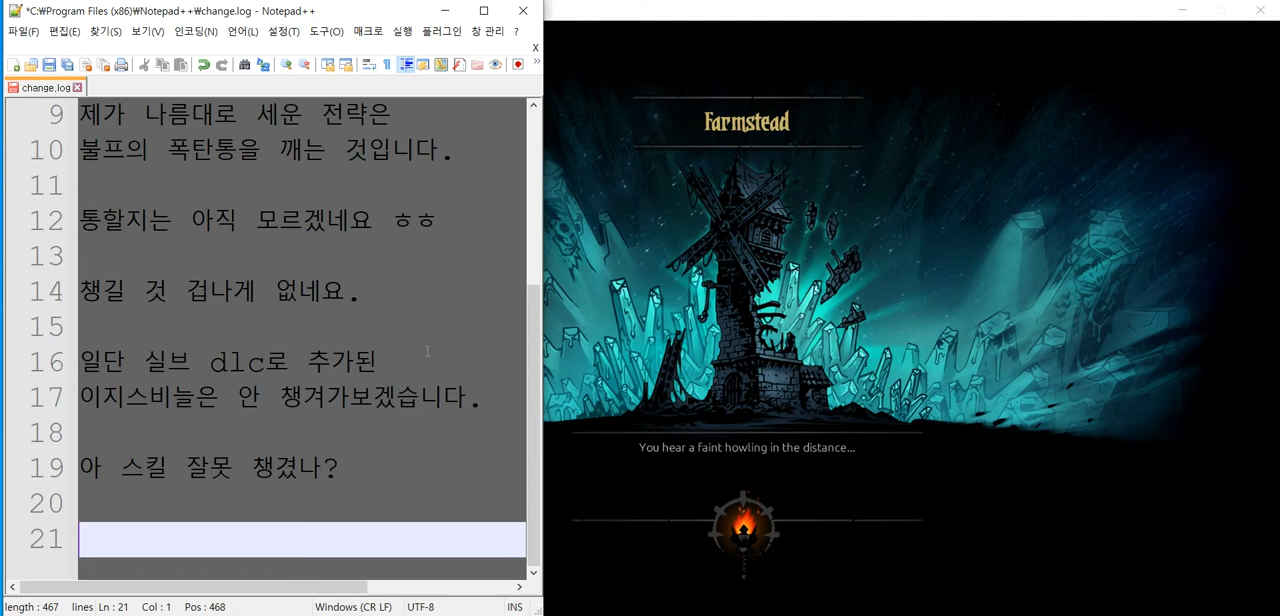 *C:₩Program Files (x86)₩Notepad++₩change.log - Notepad++
파일(F) 편집(E) 찾기(S) 보기(V) 인코딩(N) 언어(L) 설정(T) 도구(O) 매크로 실행 플러그인 창 관리 ?
X
change.log
9 제가 나름대로 세운 전략은
10 불프의 폭탄통을 깨는 것입니다.
11
12 통할지는 아직 모르겠네요 ㅎㅎ
13
14 챙길 것 겁나게 없네요.
15
16 일단 실브 dlc로 추가된
17 이지스비늘은 안 챙겨가보겠습니다.
18
19 아 스킬 잘못 챙겼나?
20
21
length : 467 lines Ln : 21 Col : 1 Pos : 468 Windows (CR LF) UTF-8 INS
Farmstead
You hear a faint howling in the distance...